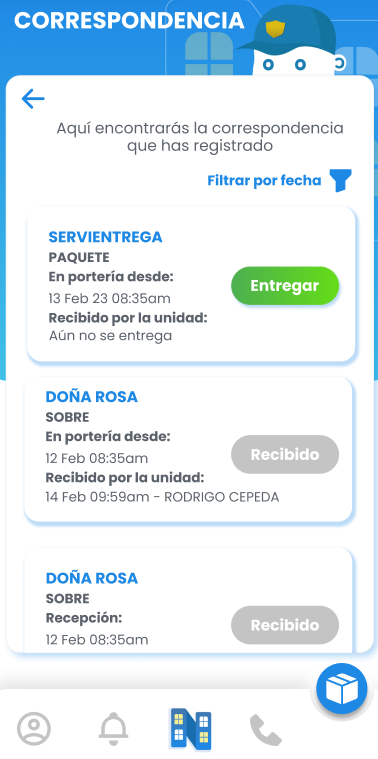 CORRESPONDENCIA
Aquí encontrarás la correspondencia
que has registrado
Filtrar por fecha
SERVIENTREGA
PAQUETE
En portería desde:
13 Feb 23 08:35am
Recibido por la unidad:
Aún no se entrega
Entregar
DOÑA ROSA
SOBRE
En portería desde:
12 Feb 08:35am
Recibido por la unidad:
14 Feb 09:59am - RODRIGO CEPEDA
Recibido
DOÑA ROSA
SOBRE
Recepción:
12 Feb 08:35am
Recibido